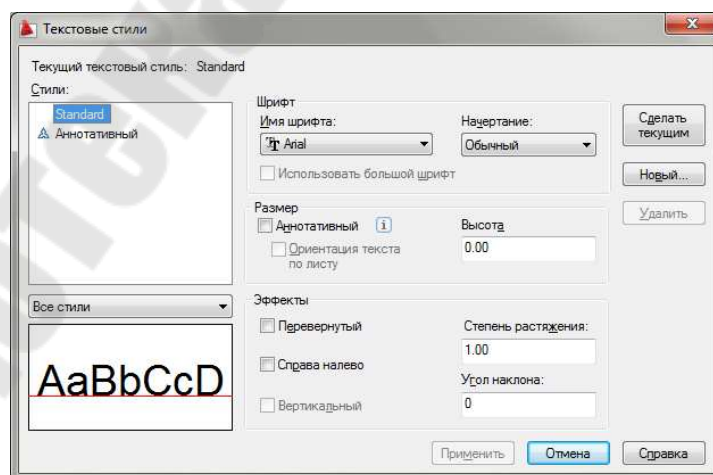 Текстовые стили
Текущий текстовый стиль: Standard
Стили:
Standard
Аннотативный
Все стили
AaBbCcD
Шрифт
Имя шрифта:
Arial
Начертание:
Обычный
Использовать большой шрифт
Размер
Аннотативный
Ориентация текста
по листу
Высота
0.00
Эффекты
Перевернутый
Справа налево
Вертикальный
Степень растяжения:
1.00
Угол наклона:
0
Сделать
текущим
Новый...
Удалить
Применить
Отмена
Справка